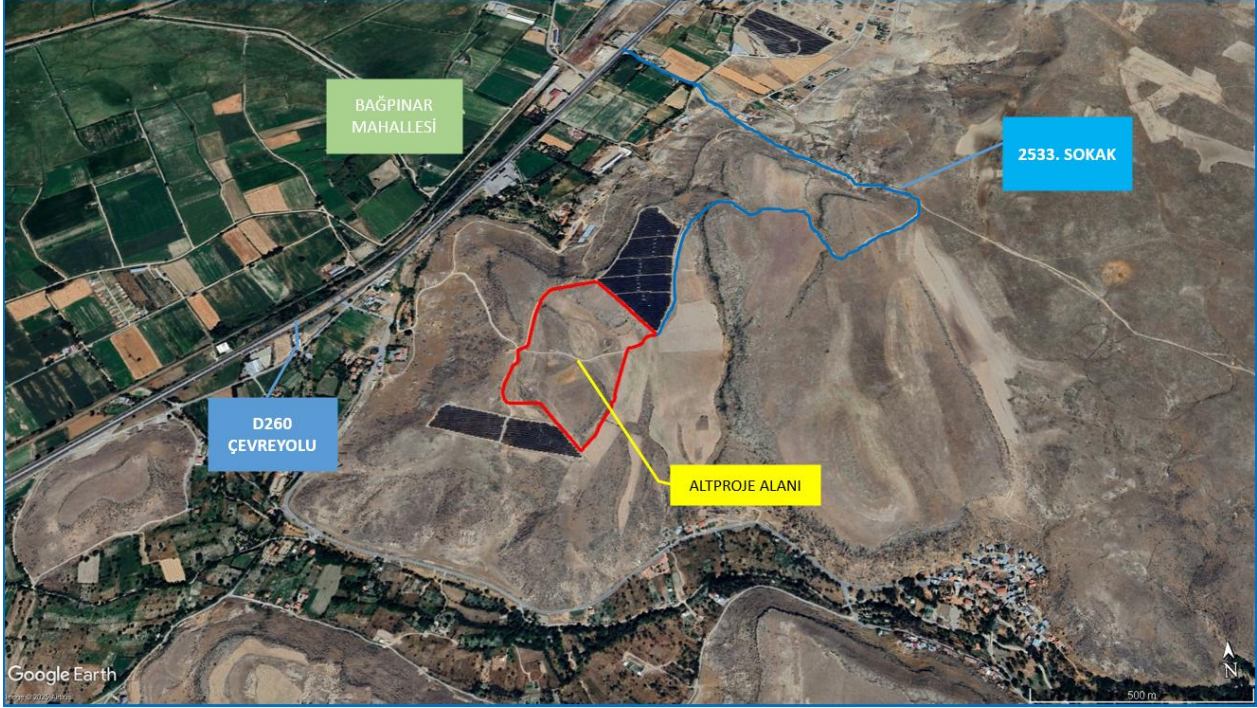 BAĞPINAR
MAHALLESİ
2533. SOKAK
D260
ÇEVREYOLU
ALTPROJE ALANI
Google Earth
N
500 m